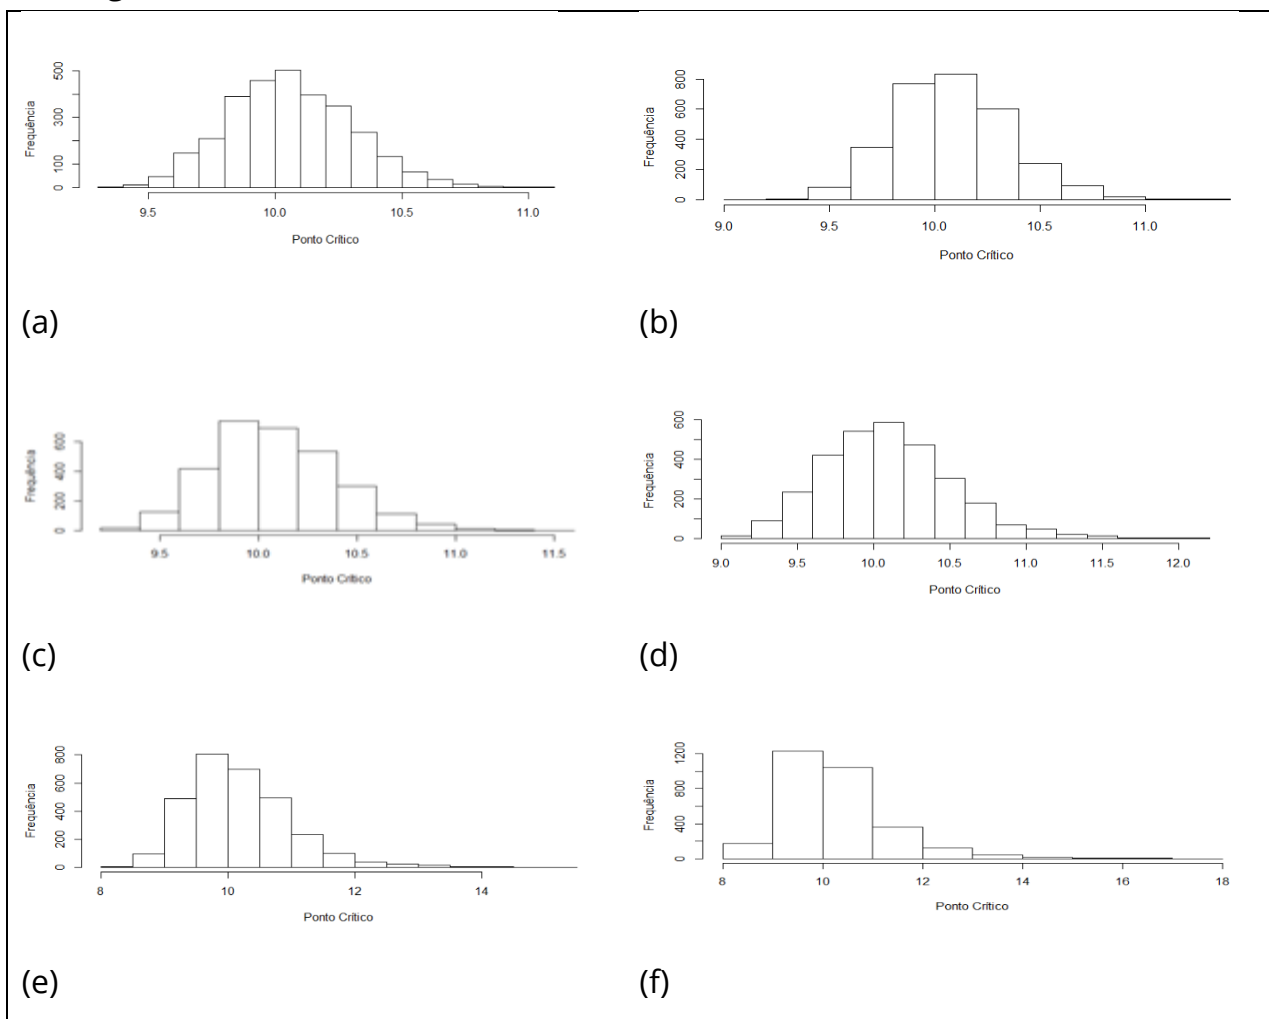 500
300
100
0
Frequência
9.5 10.0 10.5 11.0
Ponto Crítico
(a)
800
600
400
200
0
Frequência
9.0 9.5 10.0 10.5 11.0
Ponto Crítico
(b)
600
400
200
0
Frequência
9.5 10.0 10.5 11.0 11.5
Ponto Crítico
(c)
600
400
200
0
Frequência
9.0 9.5 10.0 10.5 11.0 11.5 12.0
Ponto Crítico
(d)
800
600
400
200
0
Frequência
8 10 12 14
Ponto Crítico
(e)
1200
800
400
0
Frequência
8 10 12 14 16 18
Ponto Crítico
(f)